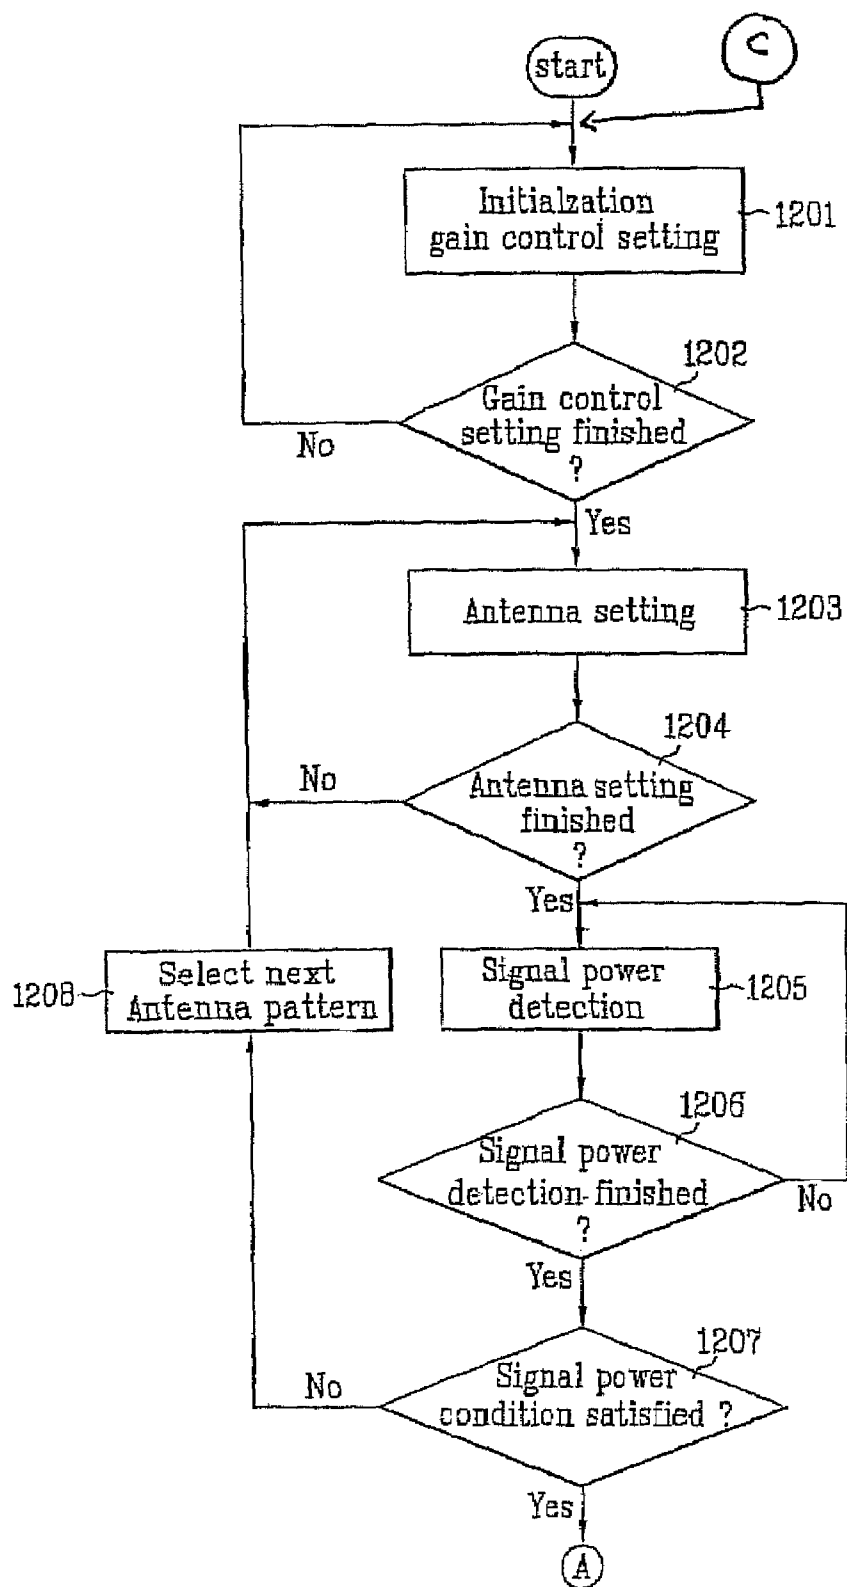 start
C
Initialzation
gain control setting
1201
1202
Gain control
setting finished
?
No
Yes
Antenna setting
1203
1204
No
Antenna setting
finished
?
Yes
1208
Select next
Antenna pattern
Signal power
detection
1205
1206
Signal power
detection finished
?
No
Yes
1207
No
Signal power
condition satisfied ?
Yes
A